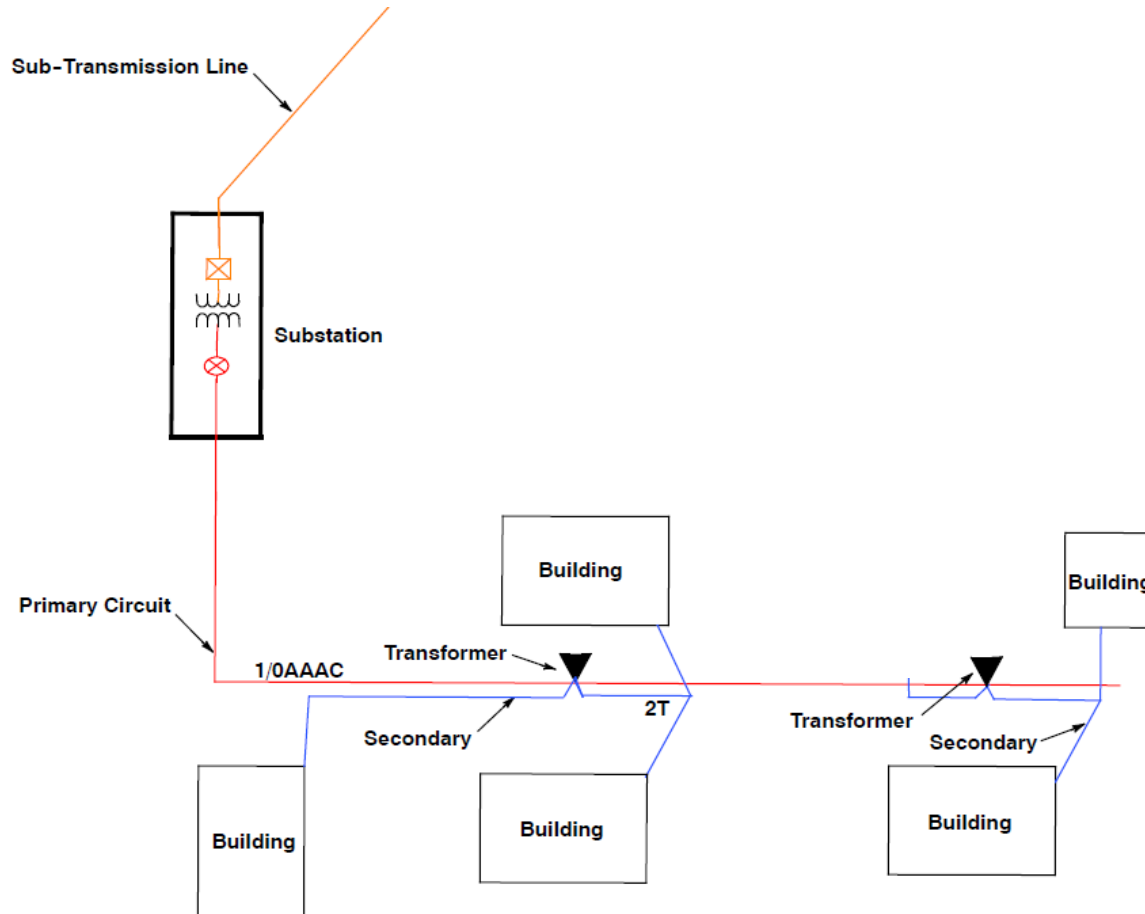 Sub-Transmission Line
Substation
Building
Building
Primary Circuit
Transformer
1/0AAAC
2T
Transformer
Secondary
Secondary
Building
Building
Building